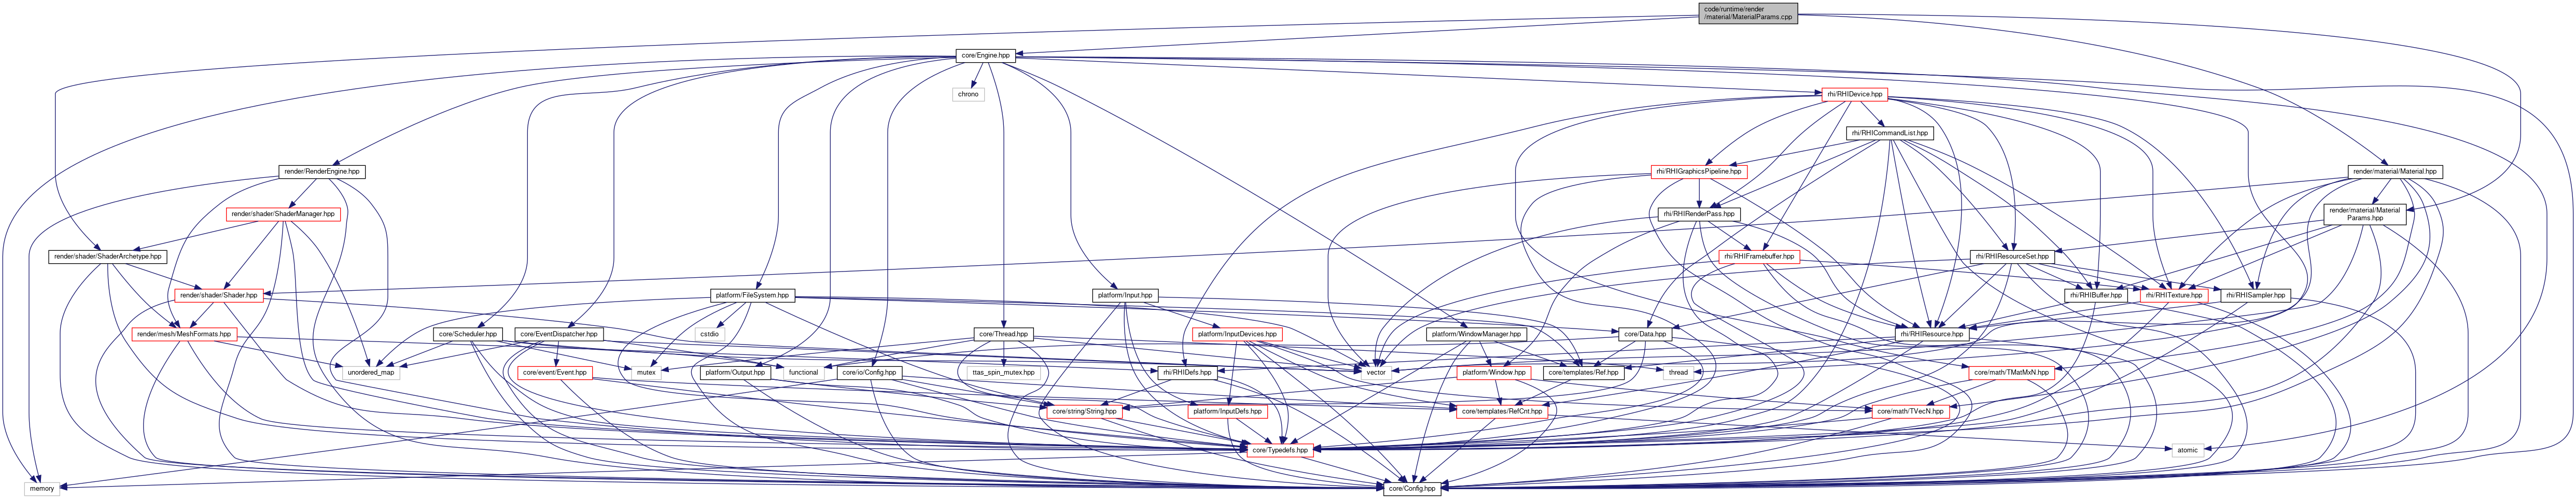 code/runtime/render
/material/MaterialParams.cpp
core/Engine.hpp
chrono
rhi/RHIDevice.hpp
rhi/RHICommandList.hpp
render/RenderEngine.hpp
rhi/RHIGraphicsPipeline.hpp
render/material/Material.hpp
render/shader/ShaderManager.hpp
rhi/RHIRenderPass.hpp
render/material/Material
Params.hpp
render/shader/ShaderArchetype.hpp
rhi/RHIFramebuffer.hpp
rhi/RHIResourceSet.hpp
render/shader/Shader.hpp
platform/FileSystem.hpp
platform/Input.hpp
rhi/RHIBuffer.hpp
rhi/RHITexture.hpp
rhi/RHISampler.hpp
render/mesh/MeshFormats.hpp
core/Scheduler.hpp
core/EventDispatcher.hpp
cstdio
core/Thread.hpp
platform/InputDevices.hpp
platform/WindowManager.hpp
core/Data.hpp
rhi/RHIResource.hpp
unordered_map
core/event/Event.hpp
mutex
platform/Output.hpp
functional
core/io/Config.hpp
ttas_spin_mutex.hpp
rhi/RHIDefs.hpp
vector
platform/Window.hpp
core/templates/Ref.hpp
thread
core/math/TMatMxN.hpp
core/string/String.hpp
platform/InputDefs.hpp
core/templates/RefCnt.hpp
core/math/TVecN.hpp
core/Typedefs.hpp
atomic
memory
core/Config.hpp